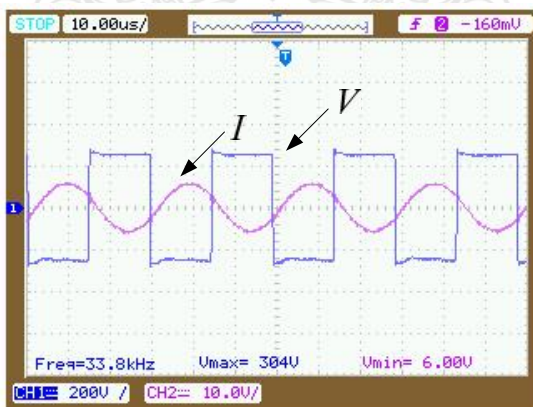 STOP 10.00us/ T f 2 -160mV
T
I V
1
Freq=33.8kHz Vmax= 304V Vmin= 6.00V
CH1 200V / CH2 10.0V/